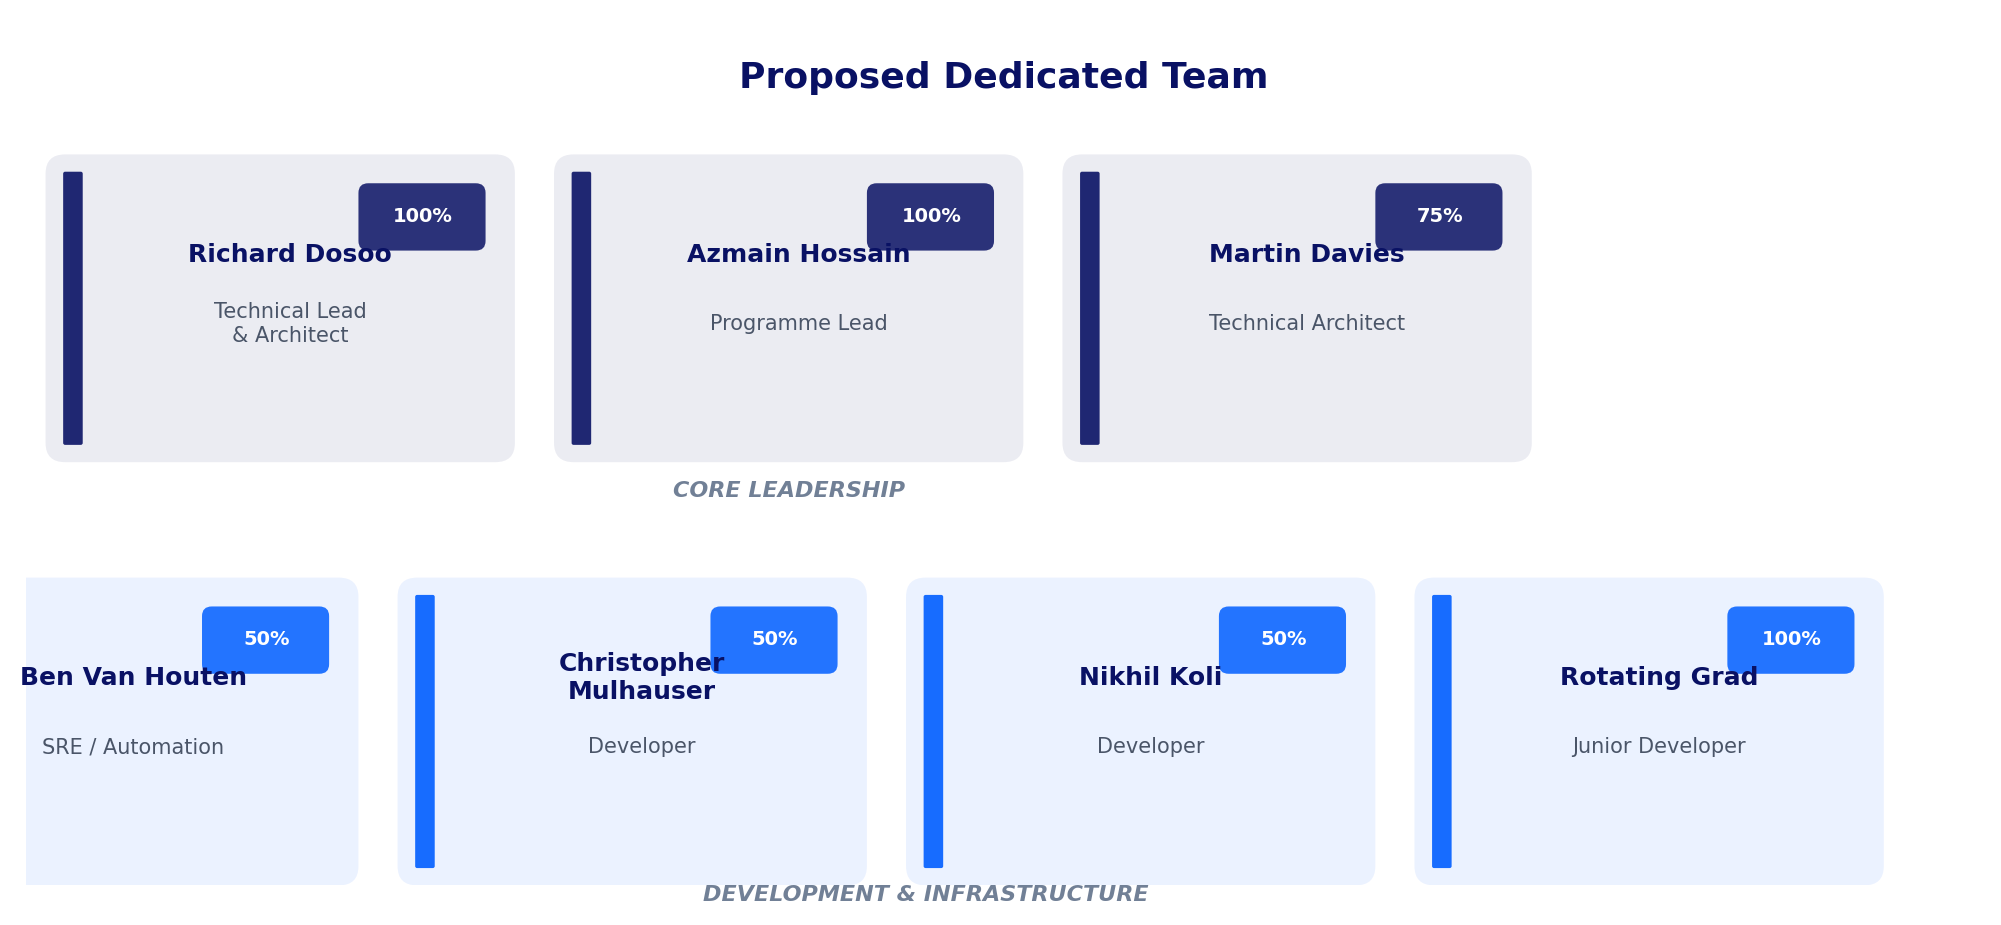 Proposed Dedicated Team
100%
Richard Dosoo
Technical Lead
& Architect
100%
Azmain Hossain
Programme Lead
75%
Martin Davies
Technical Architect
CORE LEADERSHIP
50%
Ben Van Houten
SRE / Automation
50%
Christopher
Mulhauser
Developer
50%
Nikhil Koli
Developer
100%
Rotating Grad
Junior Developer
DEVELOPMENT & INFRASTRUCTURE